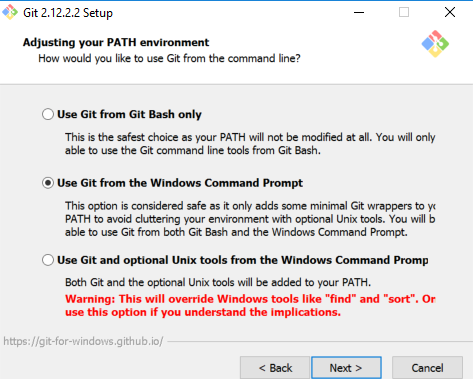 Git 2.12.2.2 Setup
Adjusting your PATH environment
How would you like to use Git from the command line?
Use Git from Git Bash only
This is the safest choice as your PATH will not be modified at all. You will only
able to use the Git command line tools from Git Bash.
Use Git from the Windows Command Prompt
This option is considered safe as it only adds some minimal Git wrappers to
PATH to avoid cluttering your environment with optional Unix tools. You will
able to use Git from both Git Bash and the Windows Command Prompt.
Use Git and optional Unix tools from the Windows Command
Both Git and the optional Unix tools will be added to your PATH.
Warning: This will override Windows tools like "find" and "sort".
use this option if you understand the implications.
https://git-for-windows.github.io/
< Back
Next >
Cancel